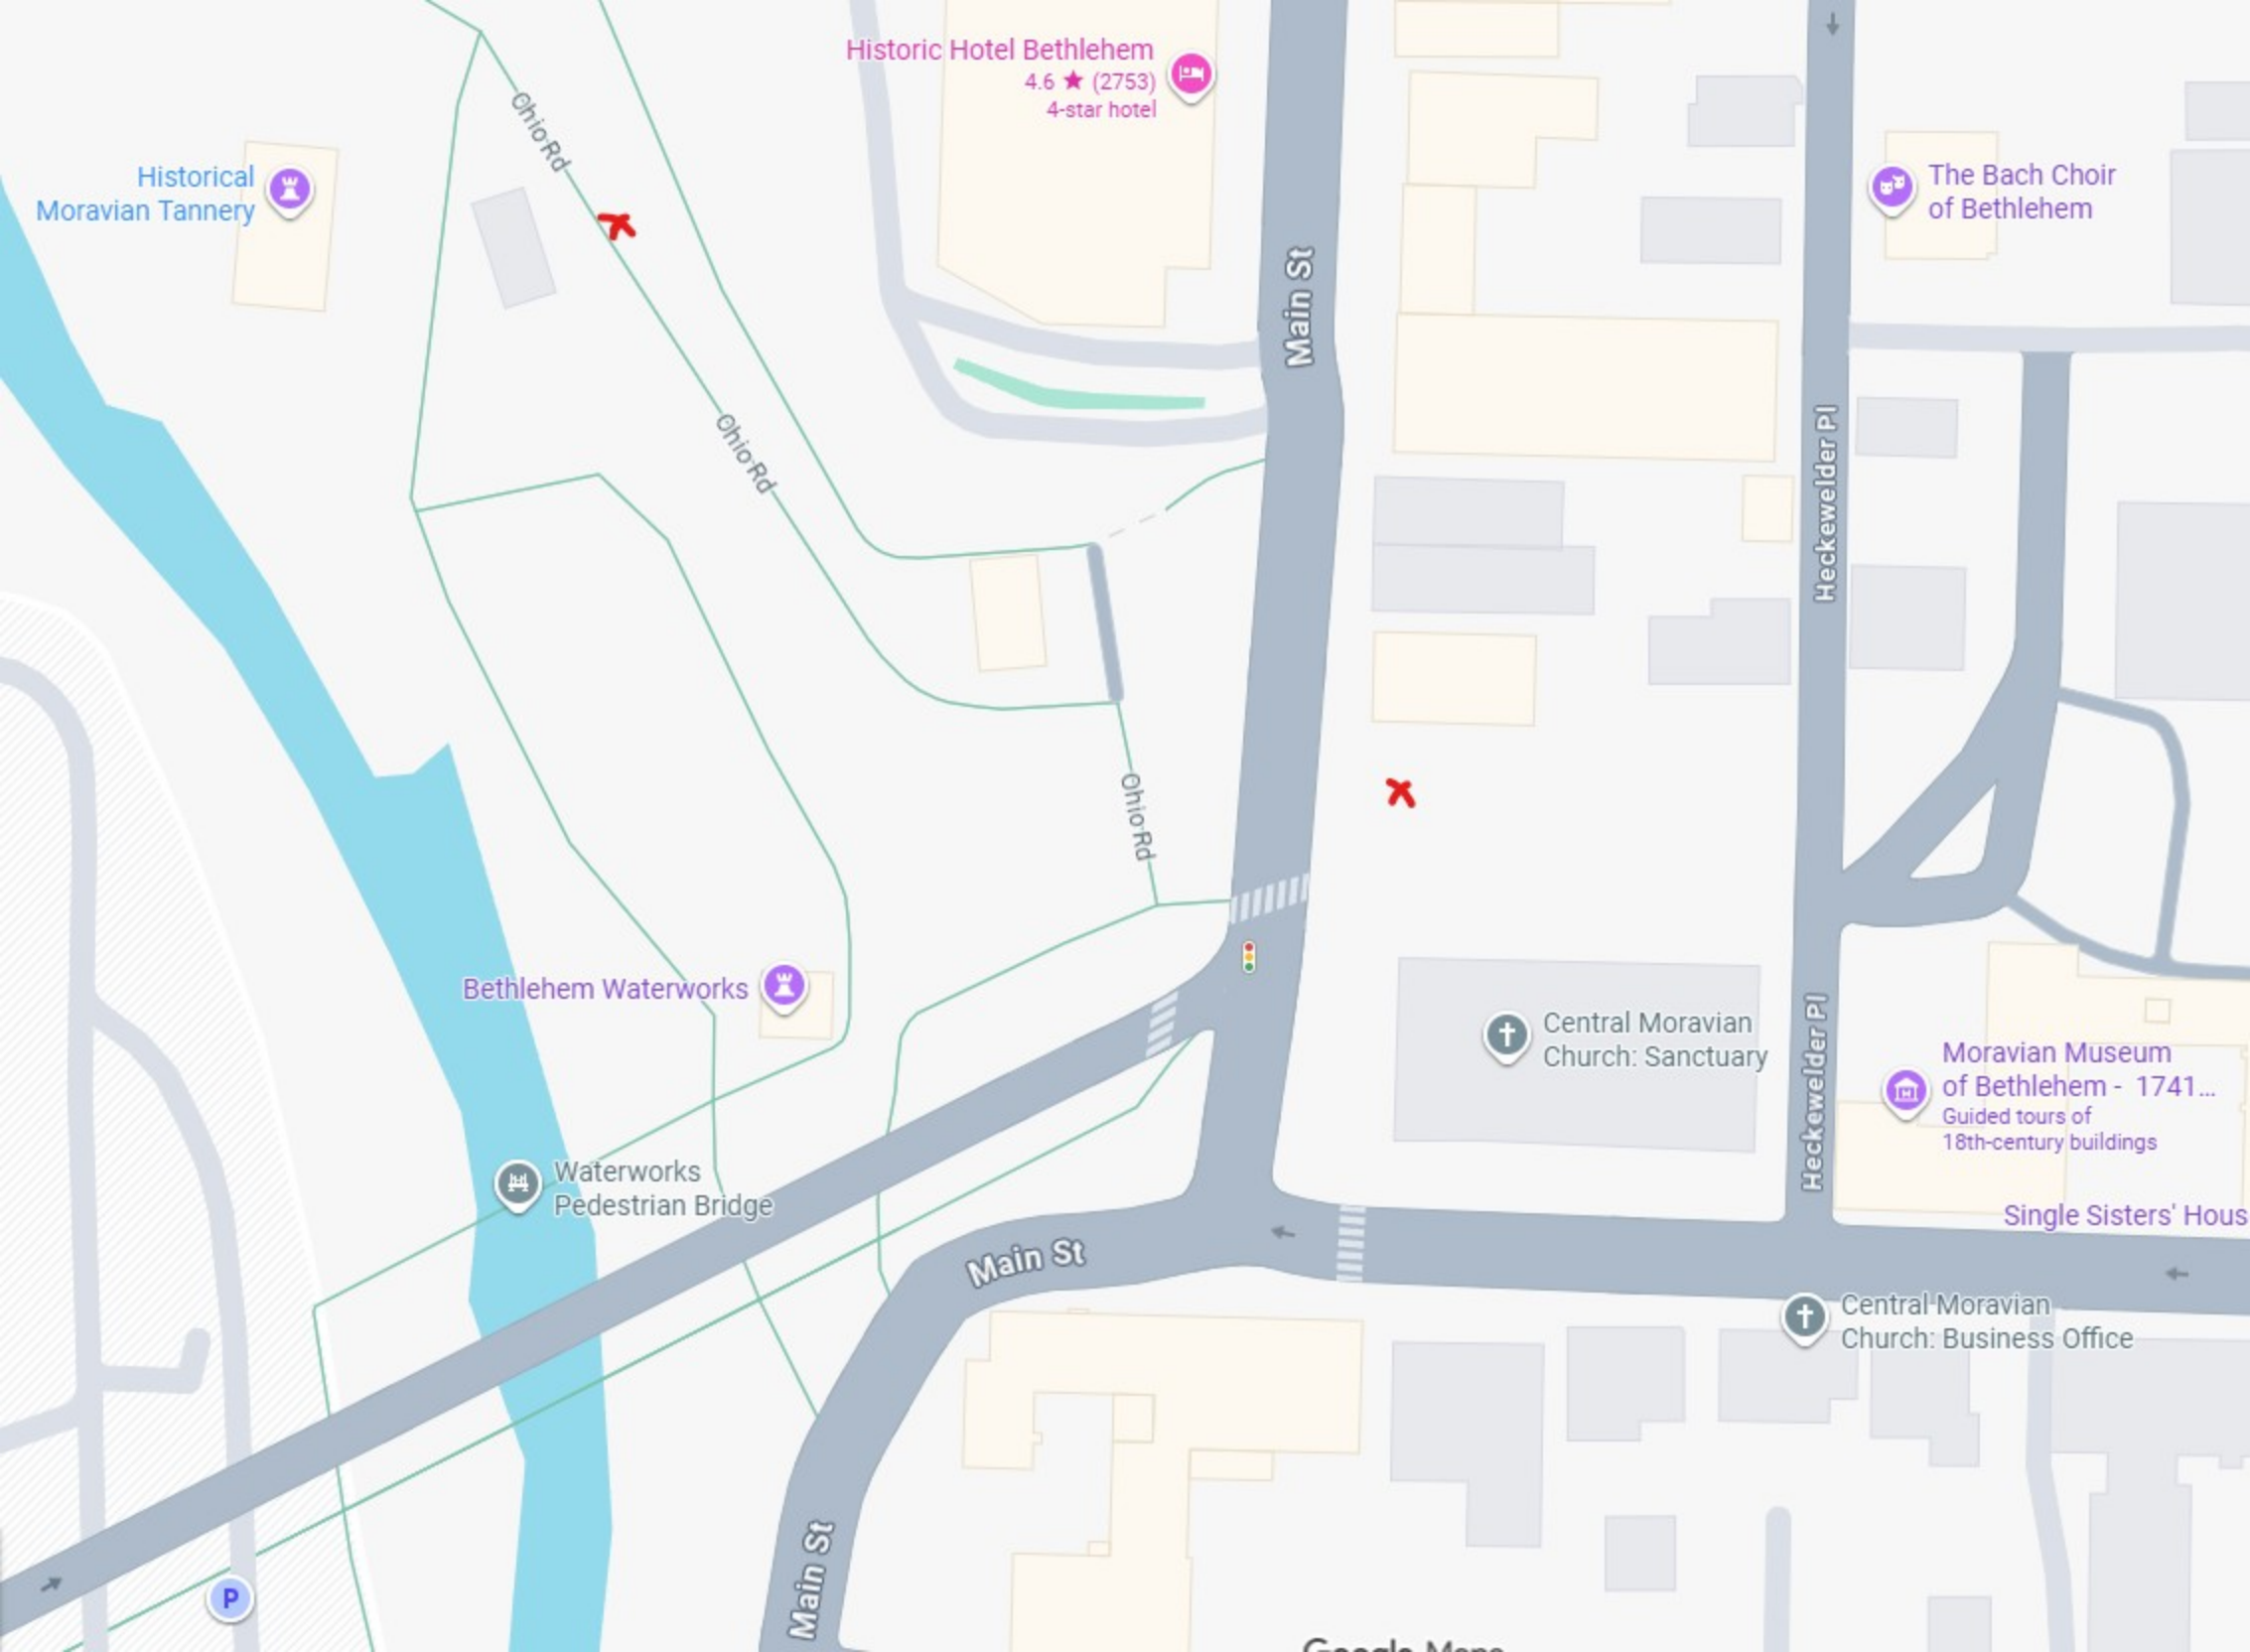 Historic Hotel Bethlehem
4.6 ★ (2753)
4-star hotel
Ohio Rd
Historical
Moravian Tannery
The Bach Choir
of Bethlehem
Main St
Ohio Rd
Heckewelder Pl
Ohio Rd
Bethlehem Waterworks
Central Moravian
Church: Sanctuary
Heckewelder Pl
Moravian Museum
of Bethlehem - 1741...
Guided tours of
18th-century buildings
Waterworks
Pedestrian Bridge
Single Sisters' Hous
Main St
Central Moravian
Church: Business Office
Main St
P
Google Maps